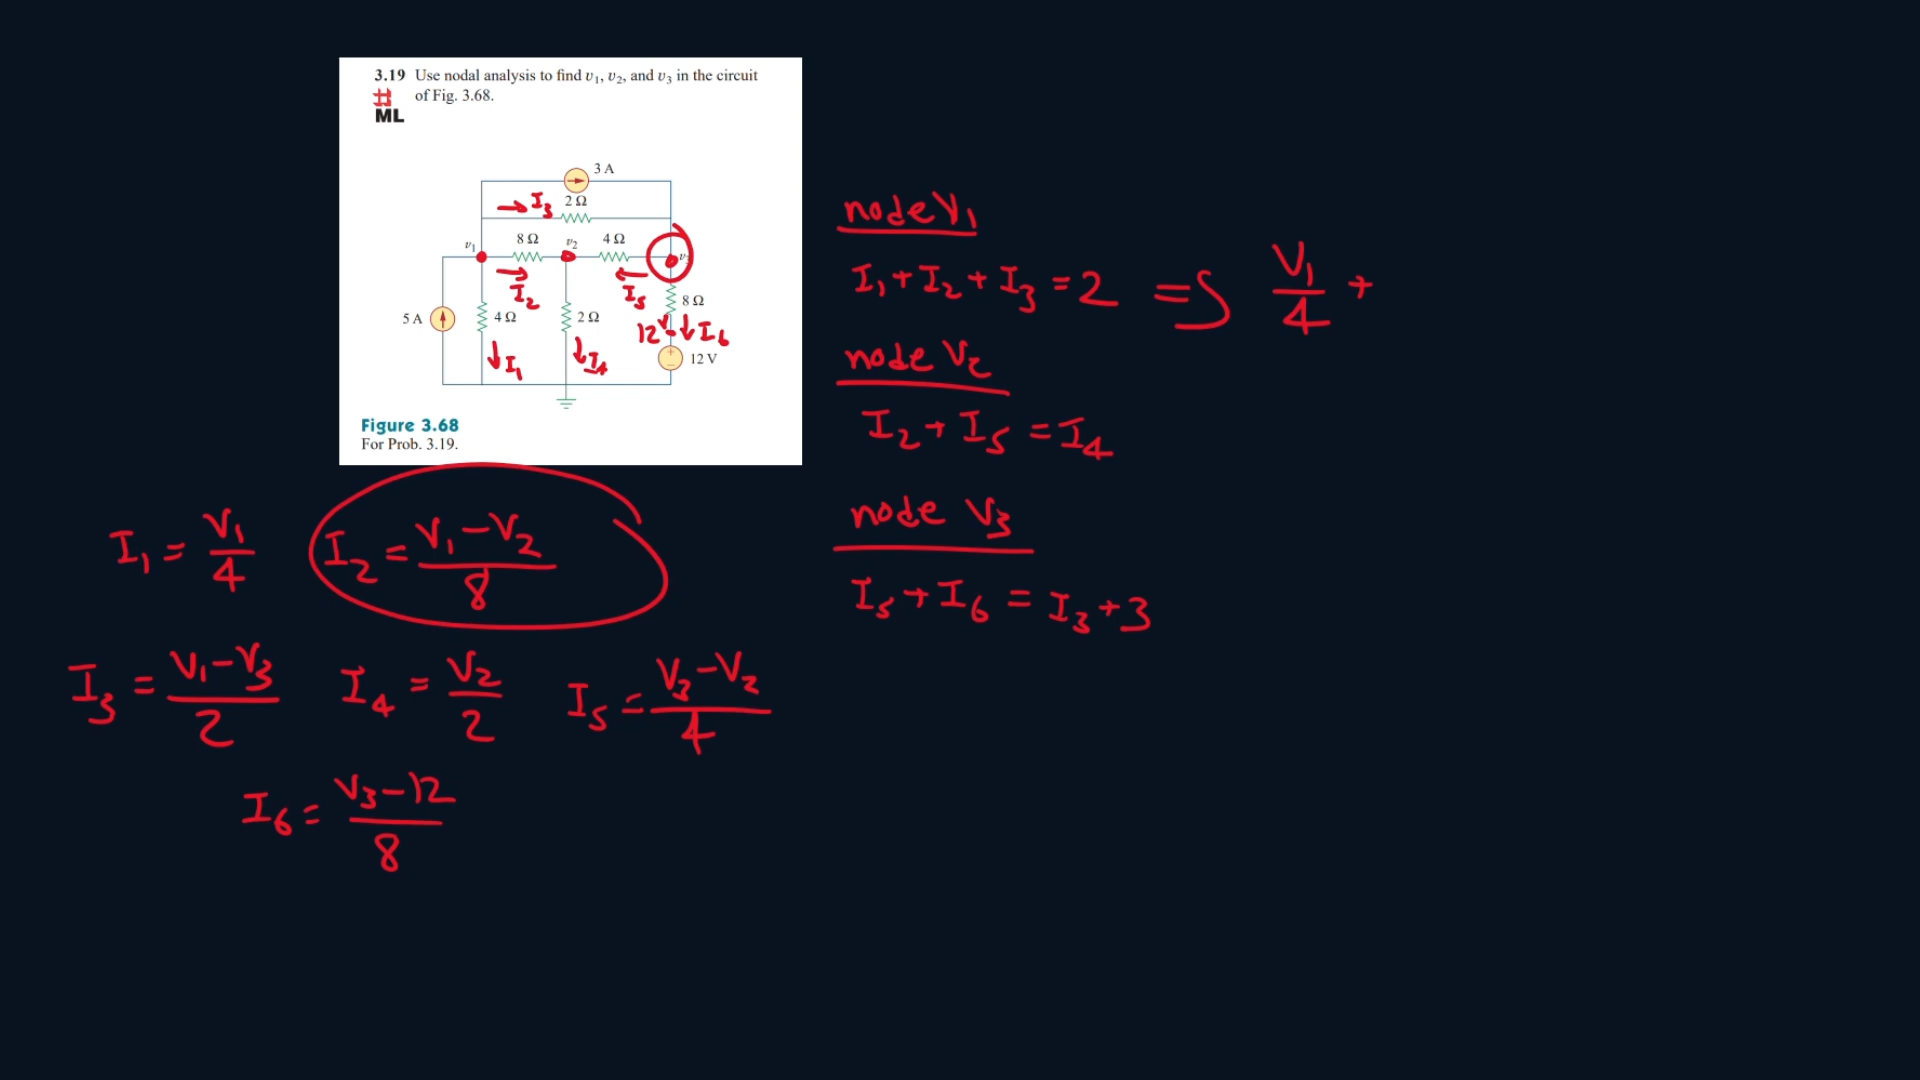 3.19 Use nodal analysis to find v₁, v₂, and v₃ in the circuit
of Fig. 3.68.
ML
3 A
I₃ 2 Ω
v₁ 8 Ω v₂ 4 Ω v₃
I₂ I₅ 8 Ω
5 A 4 Ω 2 Ω 12V I₆
I₁ I₄ + − 12 V
Figure 3.68
For Prob. 3.19.
I₁ = V₁/4 I₂ = V₁-V₂/8
I₃ = V₁-V₃/2 I₄ = V₂/2 I₅ = V₃-V₂/4
I₆ = V₃-12/8
node V₁
I₁+I₂+I₃=2 => V₁/4 +
node V₂
I₂+I₅=I₄
node V₃
I₅+I₆=I₃+3